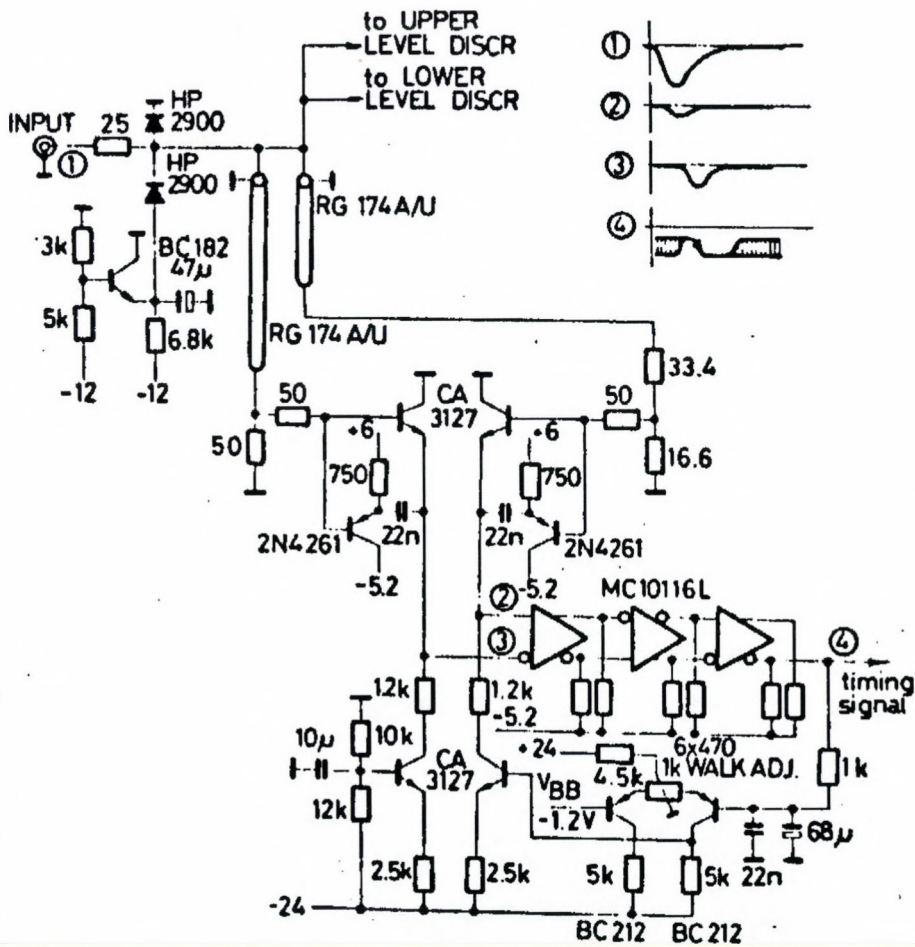 to UPPER
LEVEL DISCR
to LOWER
LEVEL DISCR
①
②
③
④
HP
2900
INPUT
25
①
HP
2900
RG 174 A/U
3k
BC 182
47μ
5k
6.8k
-12
-12
RG 174 A/U
33.4
50
CA
3127
50
50
+6
+6
16.6
750
750
22n
22n
2N4261
2N4261
-5.2
-5.2
MC10116L
②
③
④
timing
signal
1.2k
1.2k
-5.2
6x470
10μ
10k
+24
4.5k
1k WALK ADJ.
1k
CA
3127
VBB
-1.2V
12k
68μ
22n
2.5k
2.5k
5k
5k
-24
BC 212
BC 212